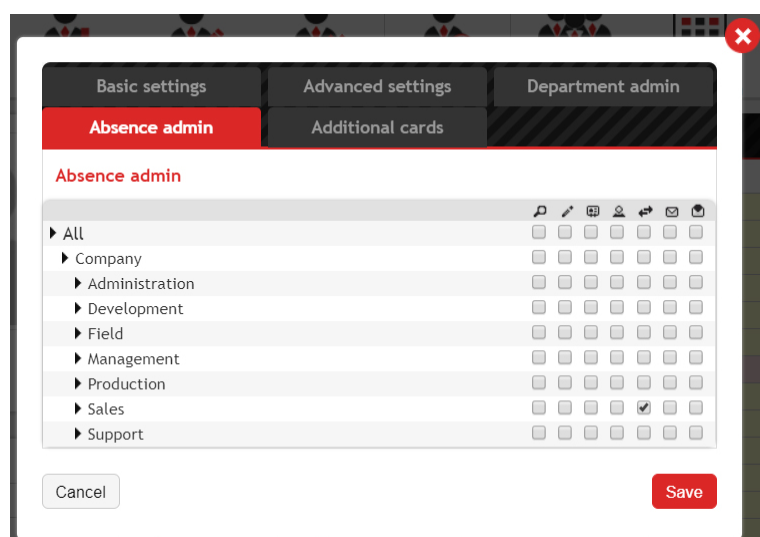 Basic settings
Advanced settings
Department admin
Absence admin
Additional cards
Absence admin
All
Company
Administration
Development
Field
Management
Production
Sales
Support
Cancel
Save